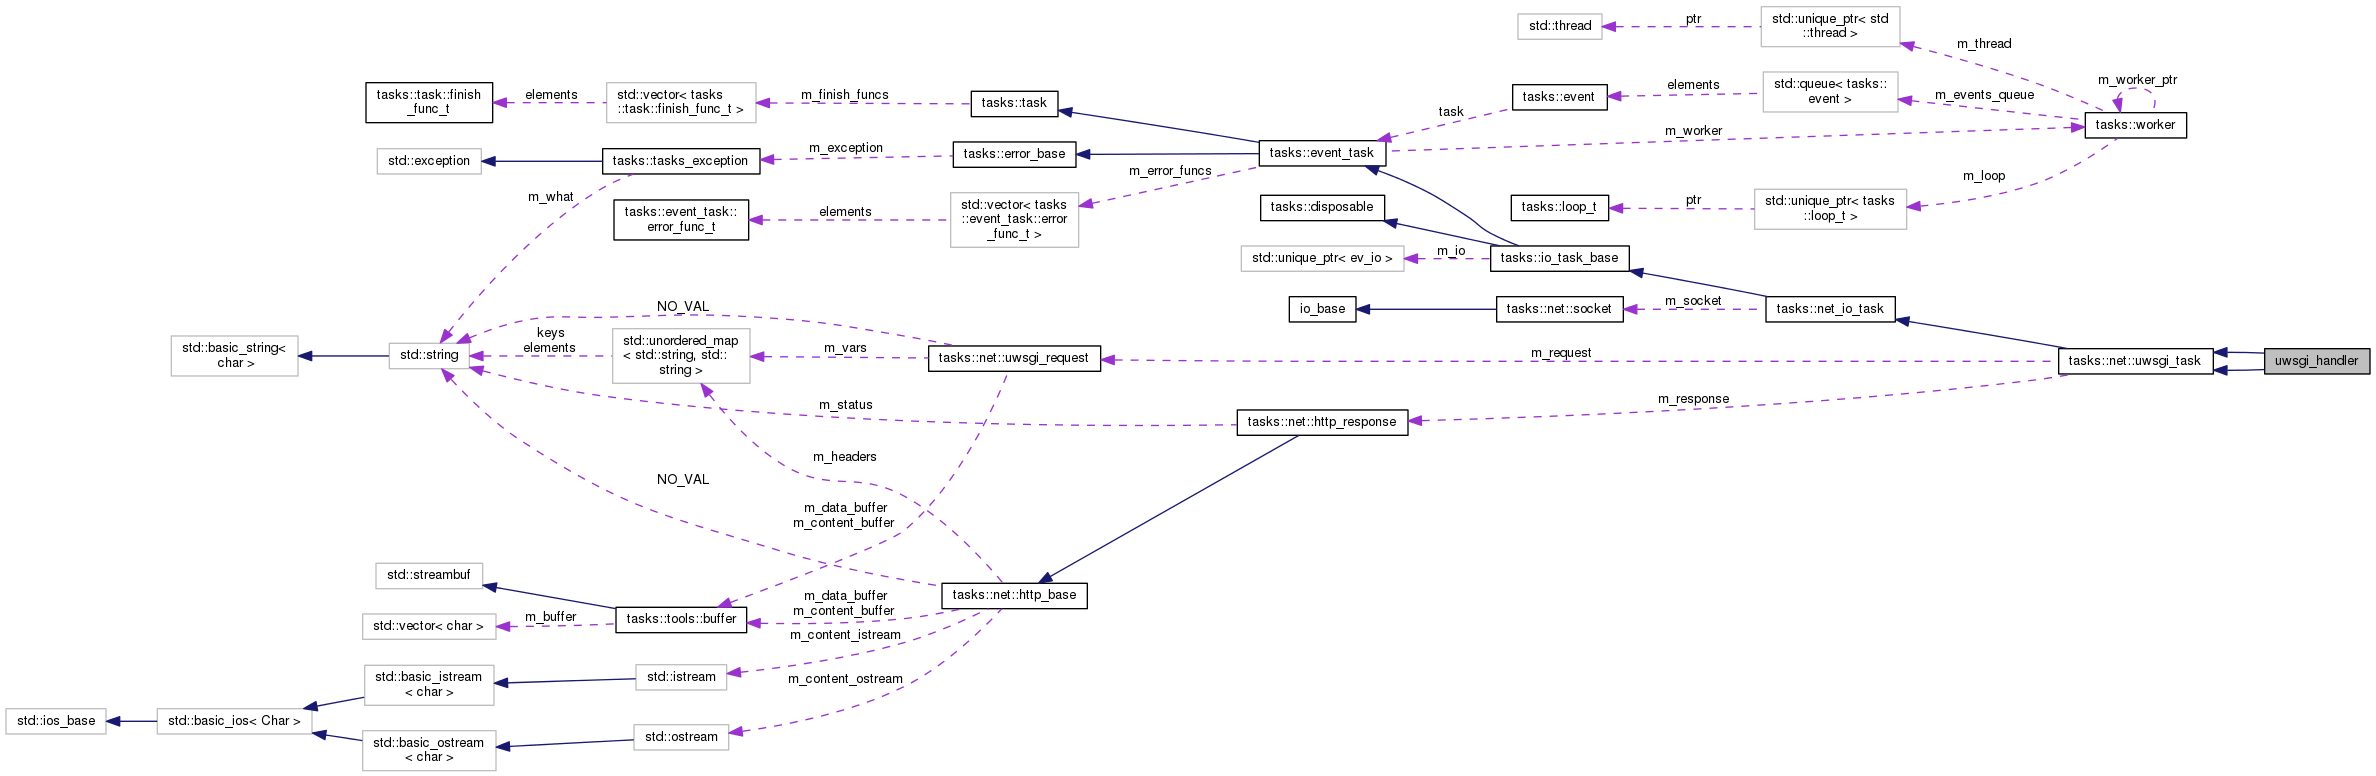 std::thread
ptr
std::unique_ptr< std
::thread >
m_thread
tasks::task::finish
_func_t
elements
std::vector< tasks
::task::finish_func_t >
m_finish_funcs
tasks::task
tasks::event
elements
std::queue< tasks::
event >
m_events_queue
m_worker_ptr
tasks::worker
task
m_worker
std::exception
tasks::tasks_exception
m_exception
tasks::error_base
tasks::event_task
m_error_funcs
m_what
tasks::event_task::
error_func_t
elements
std::vector< tasks
::event_task::error
_func_t >
tasks::disposable
tasks::loop_t
ptr
std::unique_ptr< tasks
::loop_t >
m_loop
std::unique_ptr< ev_io >
m_io
tasks::io_task_base
io_base
tasks::net::socket
m_socket
tasks::net_io_task
NO_VAL
std::basic_string<
char >
std::string
keys
elements
std::unordered_map
< std::string, std::
string >
m_vars
tasks::net::uwsgi_request
m_request
tasks::net::uwsgi_task
uwsgi_handler
m_status
m_response
tasks::net::http_response
m_headers
NO_VAL
m_data_buffer
m_content_buffer
std::streambuf
std::vector< char >
m_buffer
tasks::tools::buffer
m_data_buffer
m_content_buffer
tasks::net::http_base
m_content_istream
std::basic_istream
< char >
std::istream
m_content_ostream
std::ios_base
std::basic_ios< Char >
std::basic_ostream
< char >
std::ostream